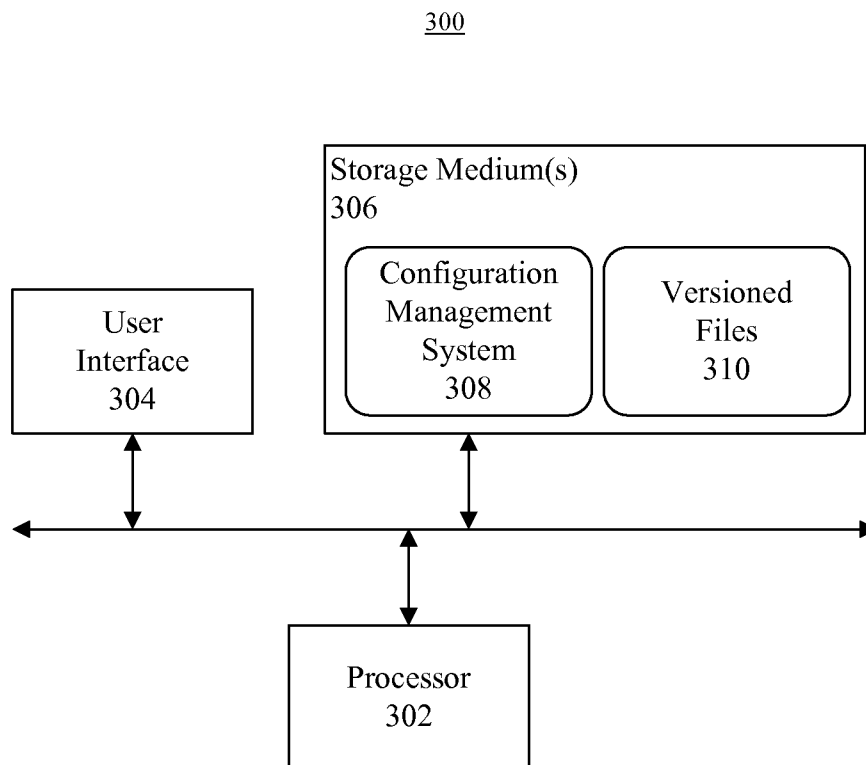 300
Storage Medium(s)
306
Configuration
Management
System
308
Versioned
Files
310
User
Interface
304
Processor
302